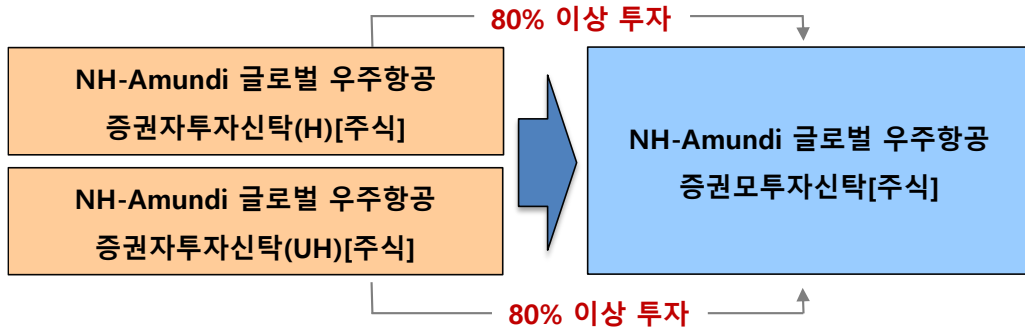 80% 이상 투자
NH-Amundi 글로벌 우주항공
증권자투자신탁(H)[주식]
NH-Amundi 글로벌 우주항공
증권자투자신탁(UH)[주식]
NH-Amundi 글로벌 우주항공
증권모투자신탁[주식]
80% 이상 투자